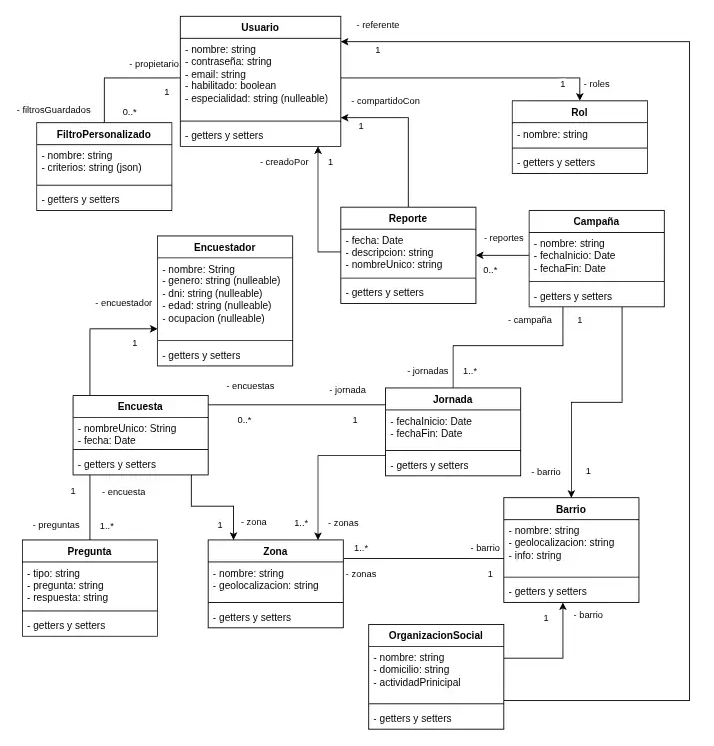 Usuario
- nombre: string
- contraseña: string
- email: string
- habilitado: boolean
- especialidad: string (nulleable)
- getters y setters
- referente
1
- propietario
1
- filtrosGuardados
0..*
1
- roles
FiltroPersonalizado
- nombre: string
- criterios: string (json)
- getters y setters
Rol
- nombre: string
- getters y setters
- compartidoCon
1
- creadoPor
1
Reporte
- fecha: Date
- descripcion: string
- nombreUnico: string
- getters y setters
- reportes
0..*
Campaña
- nombre: string
- fechaInicio: Date
- fechaFin: Date
- getters y setters
Encuestador
- nombre: String
- genero: string (nulleable)
- dni: string (nulleable)
- edad: string (nulleable)
- ocupacion (nulleable)
- getters y setters
- encuestador
1
- campaña
1
- jornadas
1..*
Encuesta
- nombreUnico: String
- fecha: Date
- getters y setters
- encuestas
0..*
- jornada
1
Jornada
- fechaInicio: Date
- fechaFin: Date
- getters y setters
- barrio
1
1
- encuesta
- preguntas
1..*
1
- zona
1..*
- zonas
Pregunta
- tipo: string
- pregunta: string
- respuesta: string
- getters y setters
Zona
- nombre: string
- geolocalizacion: string
- getters y setters
1..*
- zonas
- barrio
1
Barrio
- nombre: string
- geolocalizacion: string
- info: string
- getters y setters
1
- barrio
OrganizacionSocial
- nombre: string
- domicilio: string
- actividadPrinicipal
- getters y setters